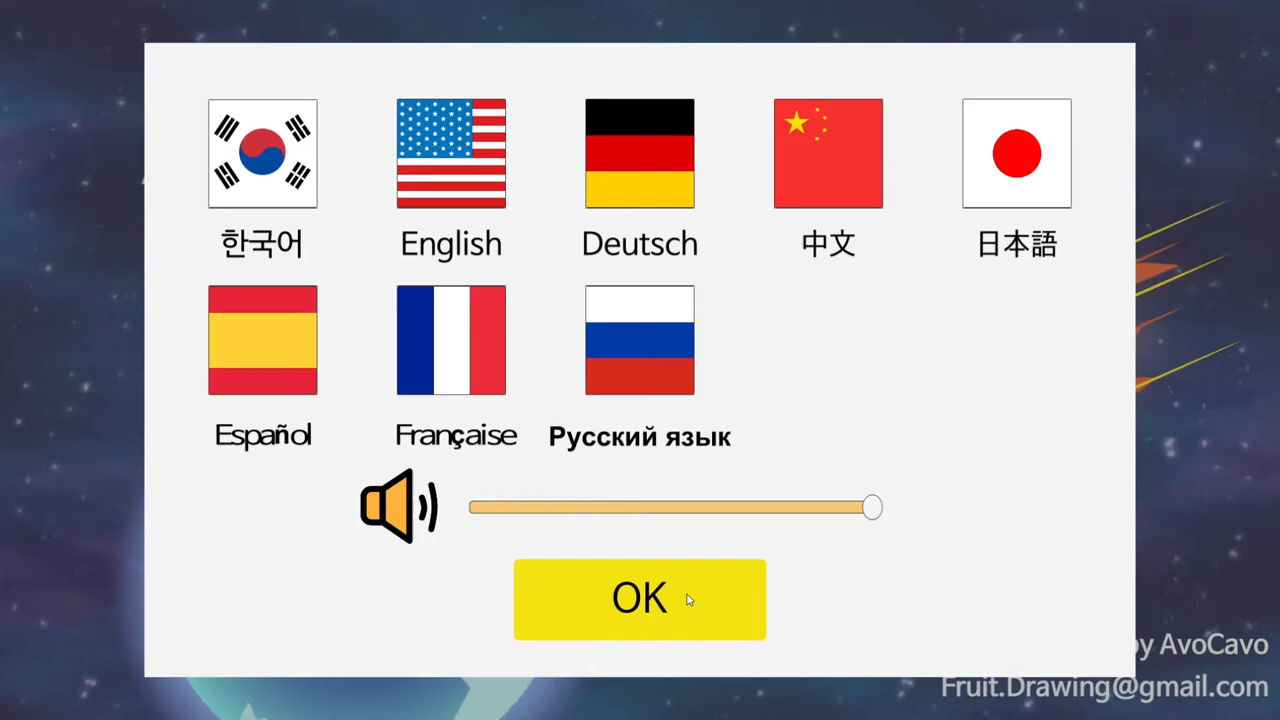 한국어
English
Deutsch
中文
日本語
Español
Française
Русский язык
OK
by AvoCavo
Fruit.Drawing@gmail.com